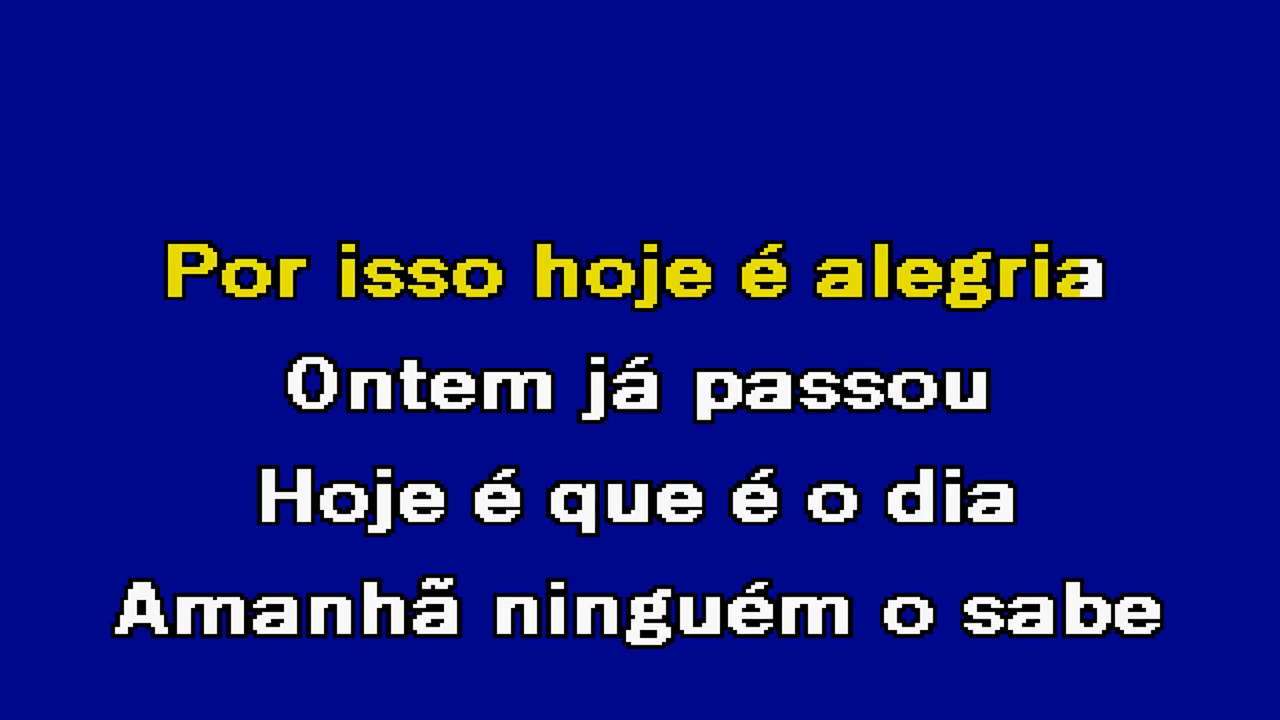 Por isso hoje é alegria
Ontem já passou
Hoje é que é o dia
Amanhã ninguém o sabe